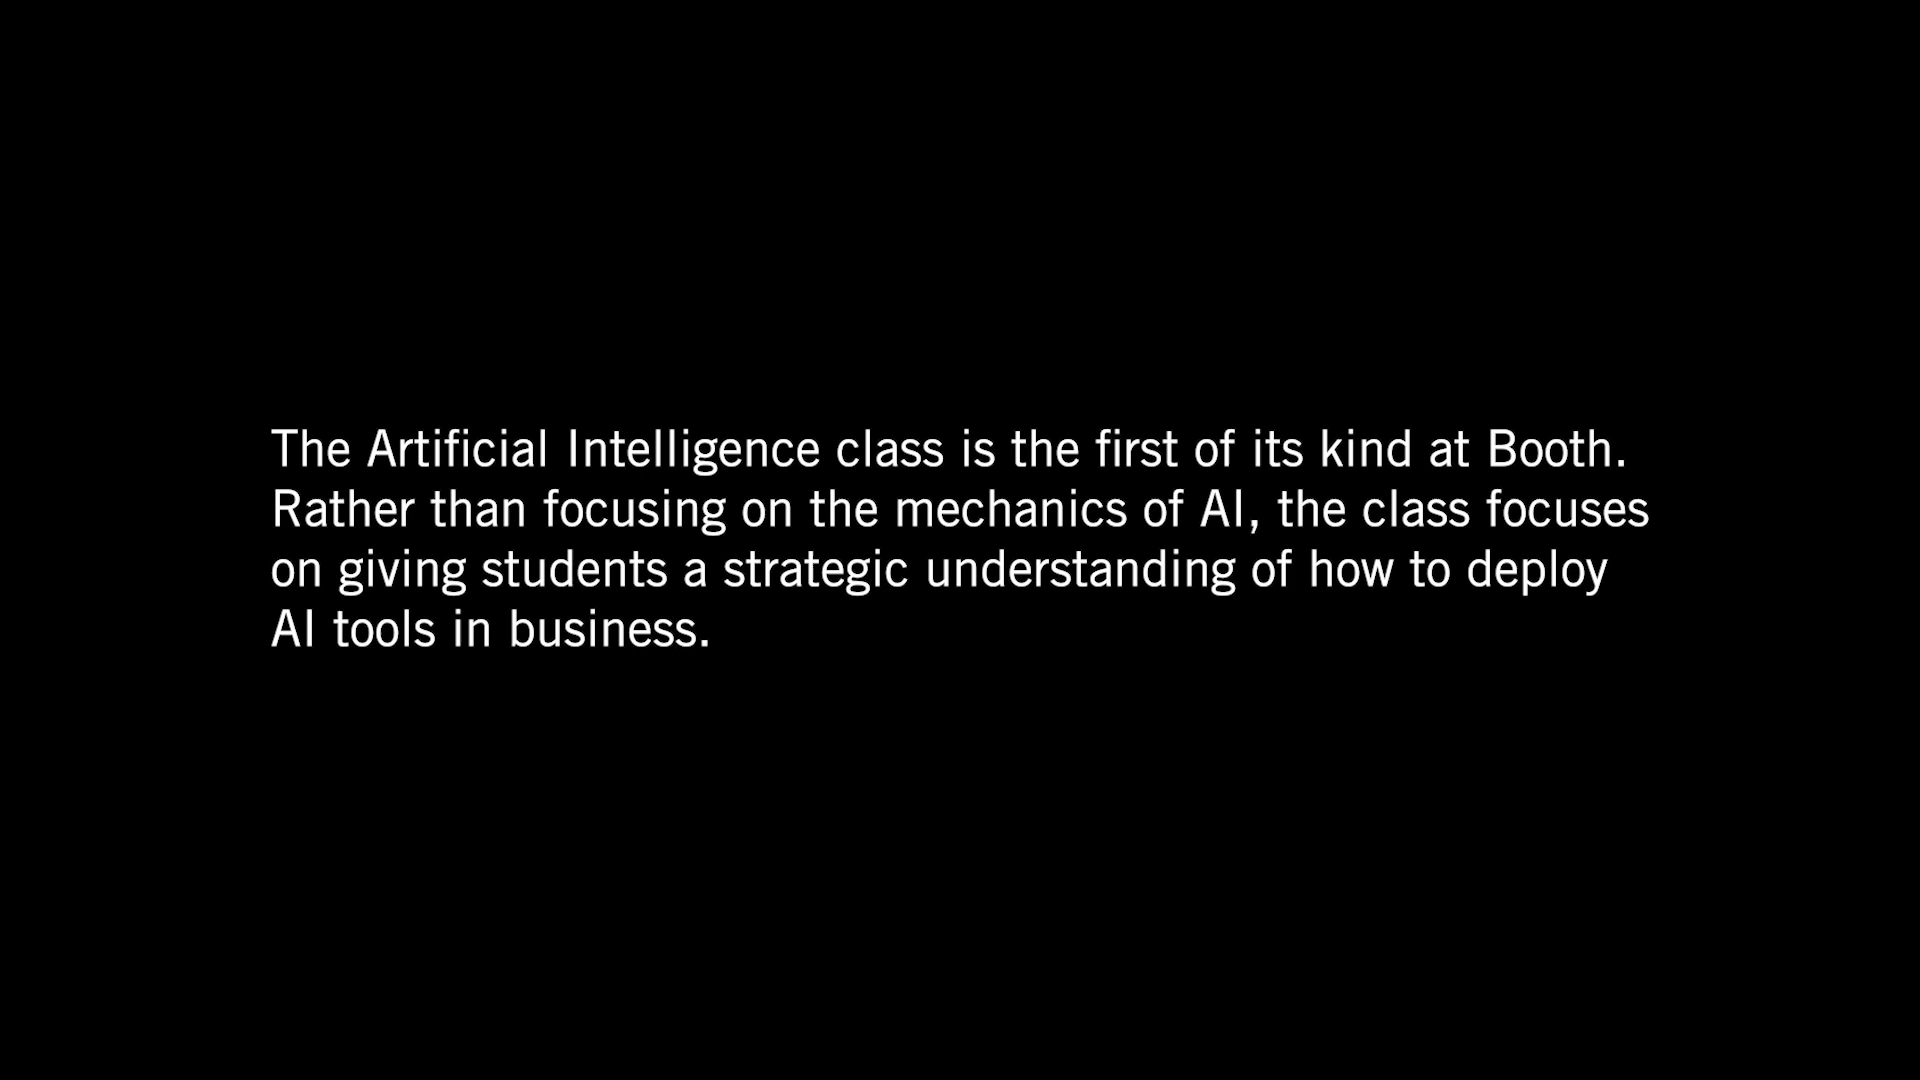 The Artificial Intelligence class is the first of its kind at Booth.
Rather than focusing on the mechanics of AI, the class focuses
on giving students a strategic understanding of how to deploy
AI tools in business.